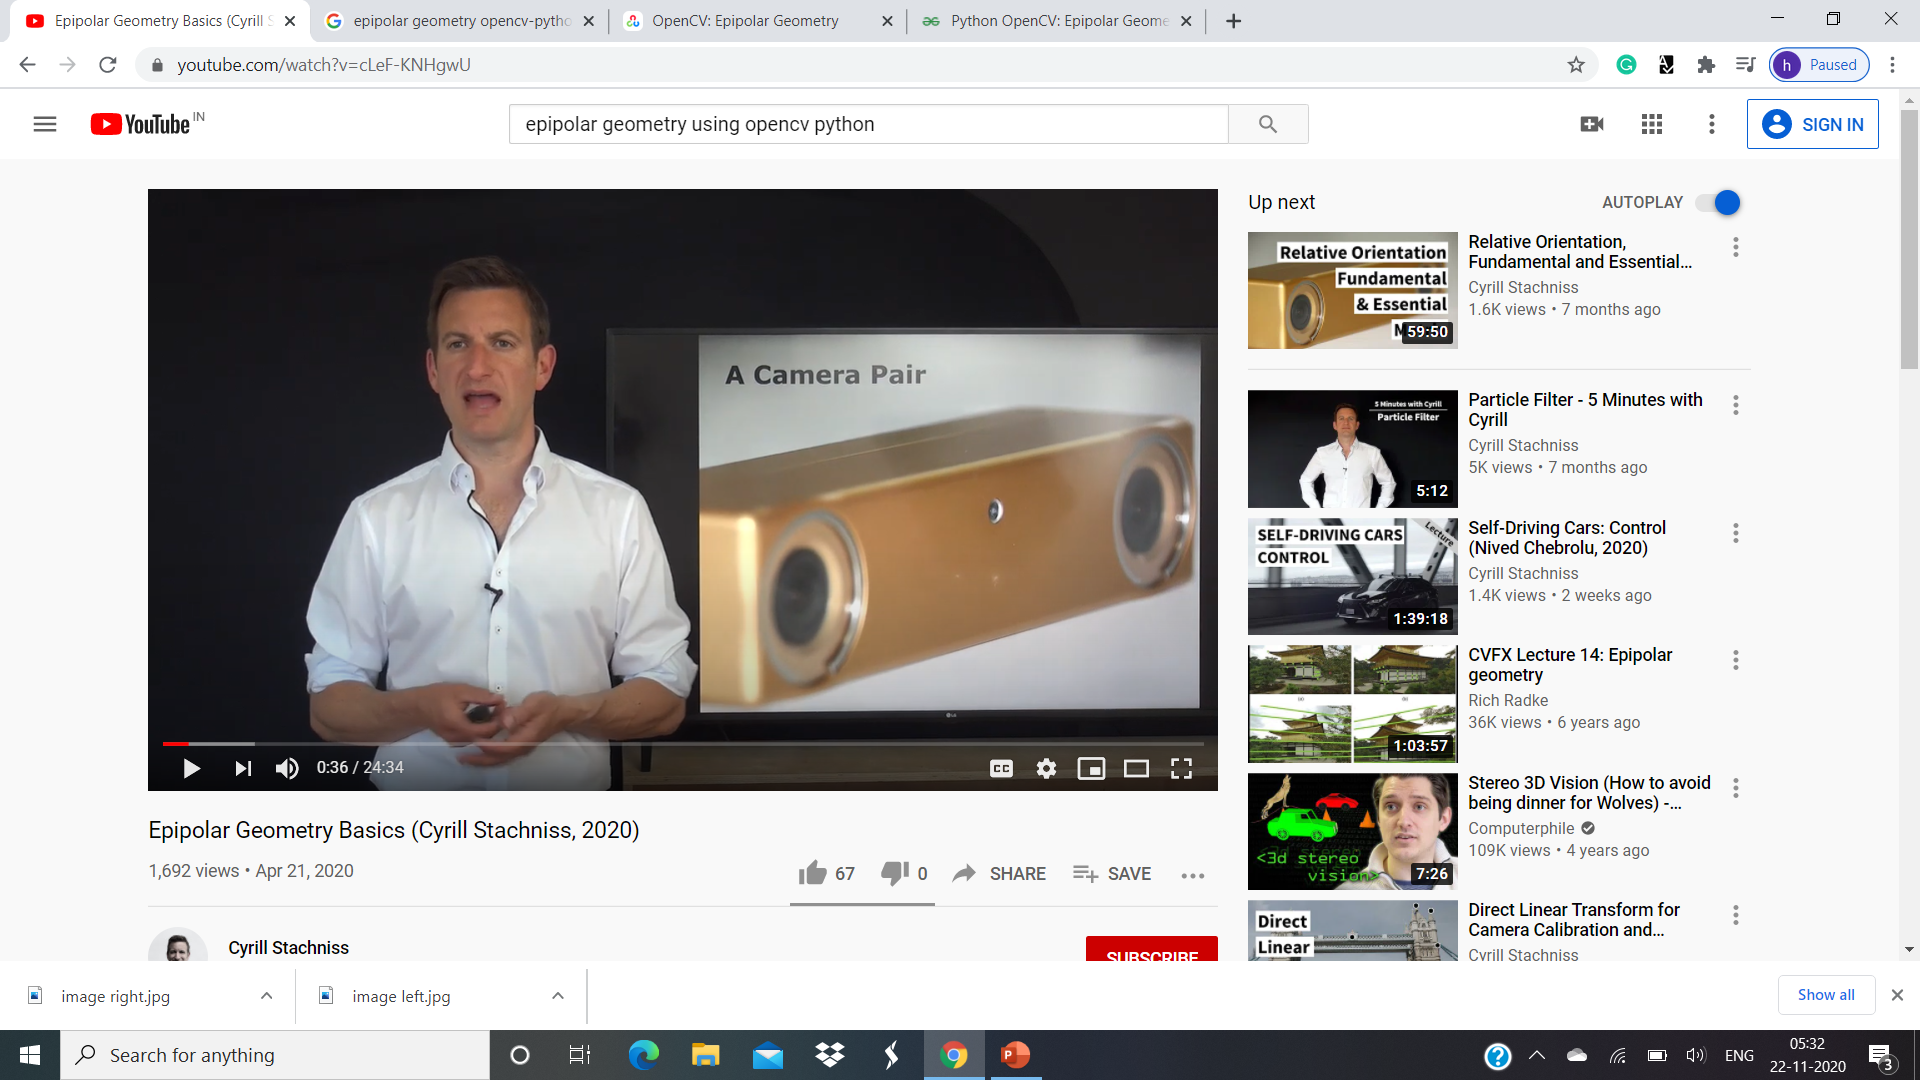 Epipolar Geometry Basics (Cyrill S
epipolar geometry opencv-pytho
OpenCV: Epipolar Geometry
Python OpenCV: Epipolar Geome
youtube.com/watch?v=cLeF-KNHgwU
h Paused
YouTube IN
epipolar geometry using opencv python
SIGN IN
A Camera Pair
LG
0:36 / 24:34
CC
Epipolar Geometry Basics (Cyrill Stachniss, 2020)
1,692 views • Apr 21, 2020
67
0
SHARE
SAVE
Cyrill Stachniss
SUBSCRIBE
Up next
AUTOPLAY
Relative Orientation
Fundamental
& Essential
M
59:50
Relative Orientation,
Fundamental and Essential...
Cyrill Stachniss
1.6K views • 7 months ago
5 Minutes with Cyrill
Particle Filter
5:12
Particle Filter - 5 Minutes with
Cyrill
Cyrill Stachniss
5K views • 7 months ago
SELF-DRIVING CARS
CONTROL
Lecture
1:39:18
Self-Driving Cars: Control
(Nived Chebrolu, 2020)
Cyrill Stachniss
1.4K views • 2 weeks ago
1:03:57
CVFX Lecture 14: Epipolar
geometry
Rich Radke
36K views • 6 years ago
<3d stereo
vision>
7:26
Stereo 3D Vision (How to avoid
being dinner for Wolves) -...
Computerphile
109K views • 4 years ago
Direct
Linear
Direct Linear Transform for
Camera Calibration and...
Cyrill Stachniss
image right.jpg
image left.jpg
Show all
Search for anything
ENG
05:32
22-11-2020
3